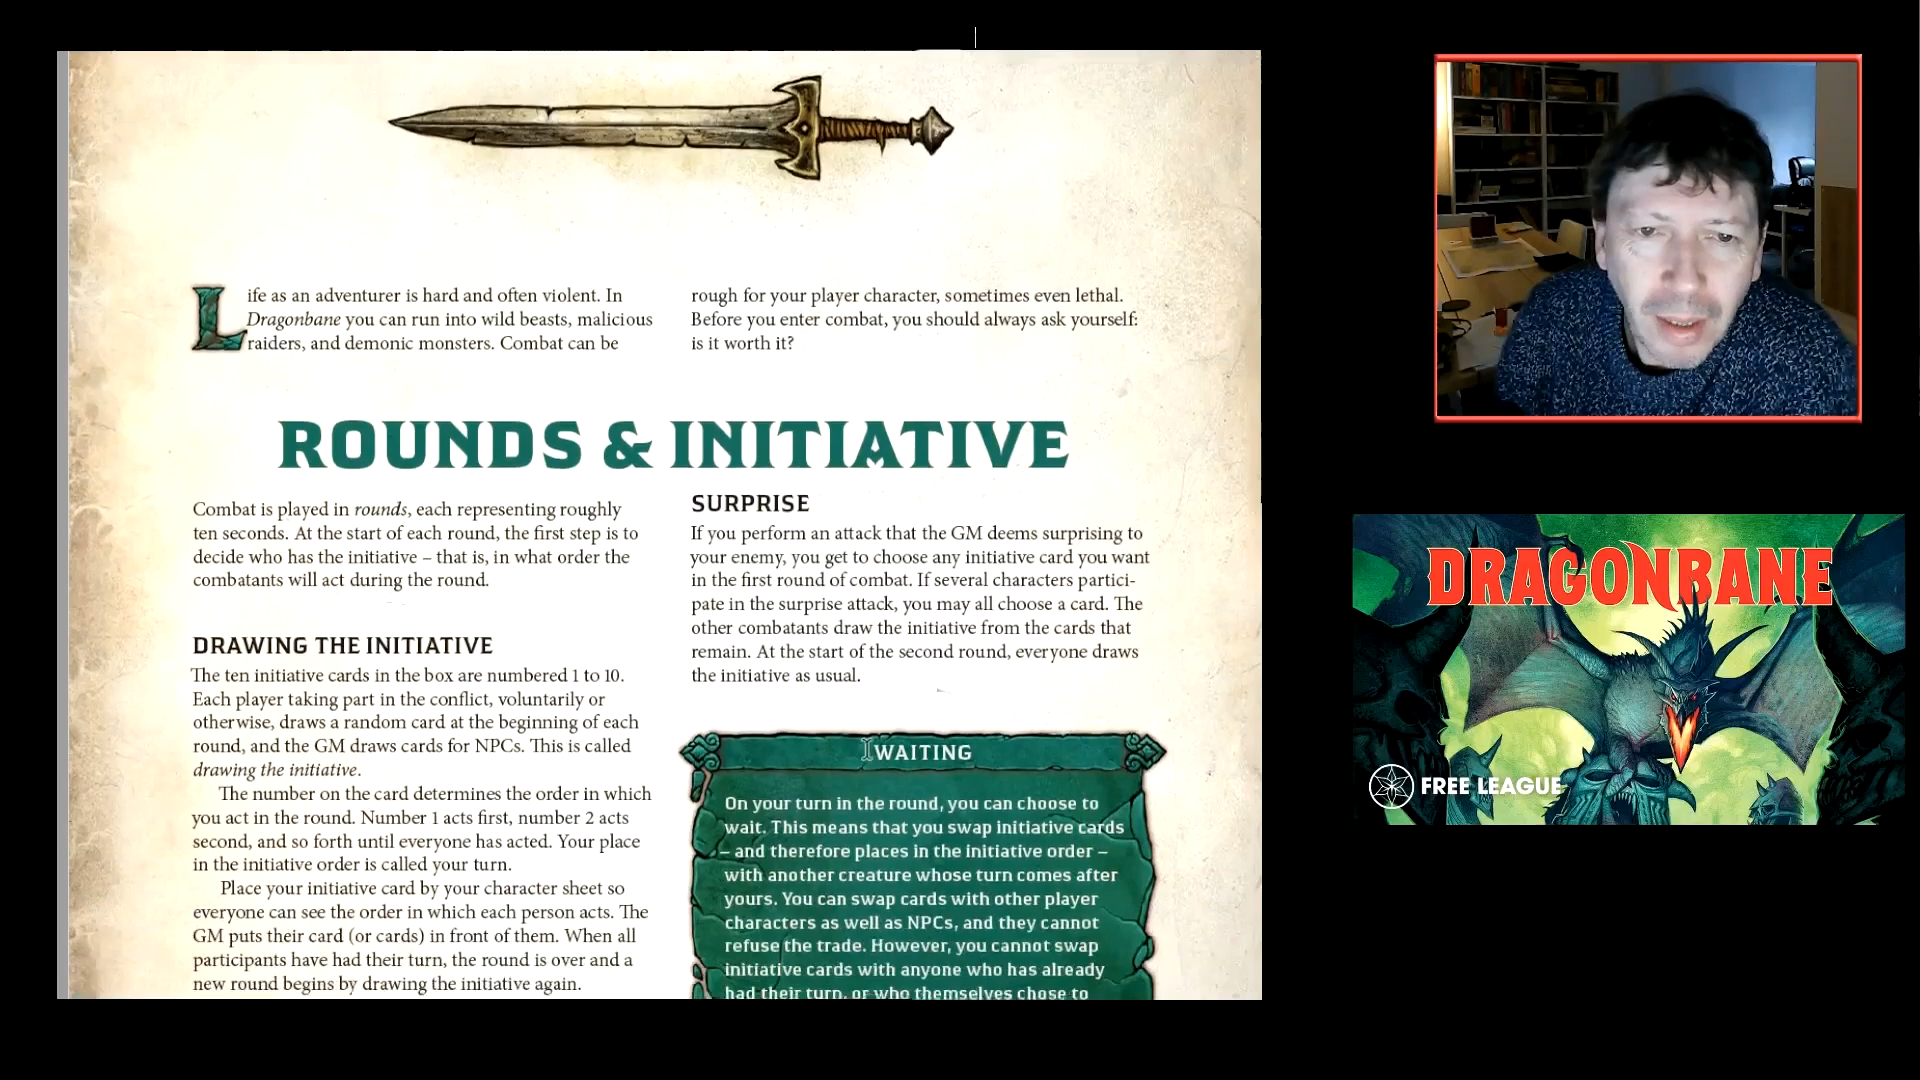 Life as an adventurer is hard and often violent. In
Dragonbane you can run into wild beasts, malicious
raiders, and demonic monsters. Combat can be
rough for your player character, sometimes even lethal.
Before you enter combat, you should always ask yourself:
is it worth it?
ROUNDS & INITIATIVE
Combat is played in rounds, each representing roughly
ten seconds. At the start of each round, the first step is to
decide who has the initiative – that is, in what order the
combatants will act during the round.
DRAWING THE INITIATIVE
The ten initiative cards in the box are numbered 1 to 10.
Each player taking part in the conflict, voluntarily or
otherwise, draws a random card at the beginning of each
round, and the GM draws cards for NPCs. This is called
drawing the initiative.
The number on the card determines the order in which
you act in the round. Number 1 acts first, number 2 acts
second, and so forth until everyone has acted. Your place
in the initiative order is called your turn.
Place your initiative card by your character sheet so
everyone can see the order in which each person acts. The
GM puts their card (or cards) in front of them. When all
participants have had their turn, the round is over and a
new round begins by drawing the initiative again.
SURPRISE
If you perform an attack that the GM deems surprising to
your enemy, you get to choose any initiative card you want
in the first round of combat. If several characters partici-
pate in the surprise attack, you may all choose a card. The
other combatants draw the initiative from the cards that
remain. At the start of the second round, everyone draws
the initiative as usual.
WAITING
On your turn in the round, you can choose to
wait. This means that you swap initiative cards
– and therefore places in the initiative order –
with another creature whose turn comes after
yours. You can swap cards with other player
characters as well as NPCs, and they cannot
refuse the trade. However, you cannot swap
initiative cards with anyone who has already
had their turn, or who themselves chose to
DRAGONBANE
FREE LEAGUE